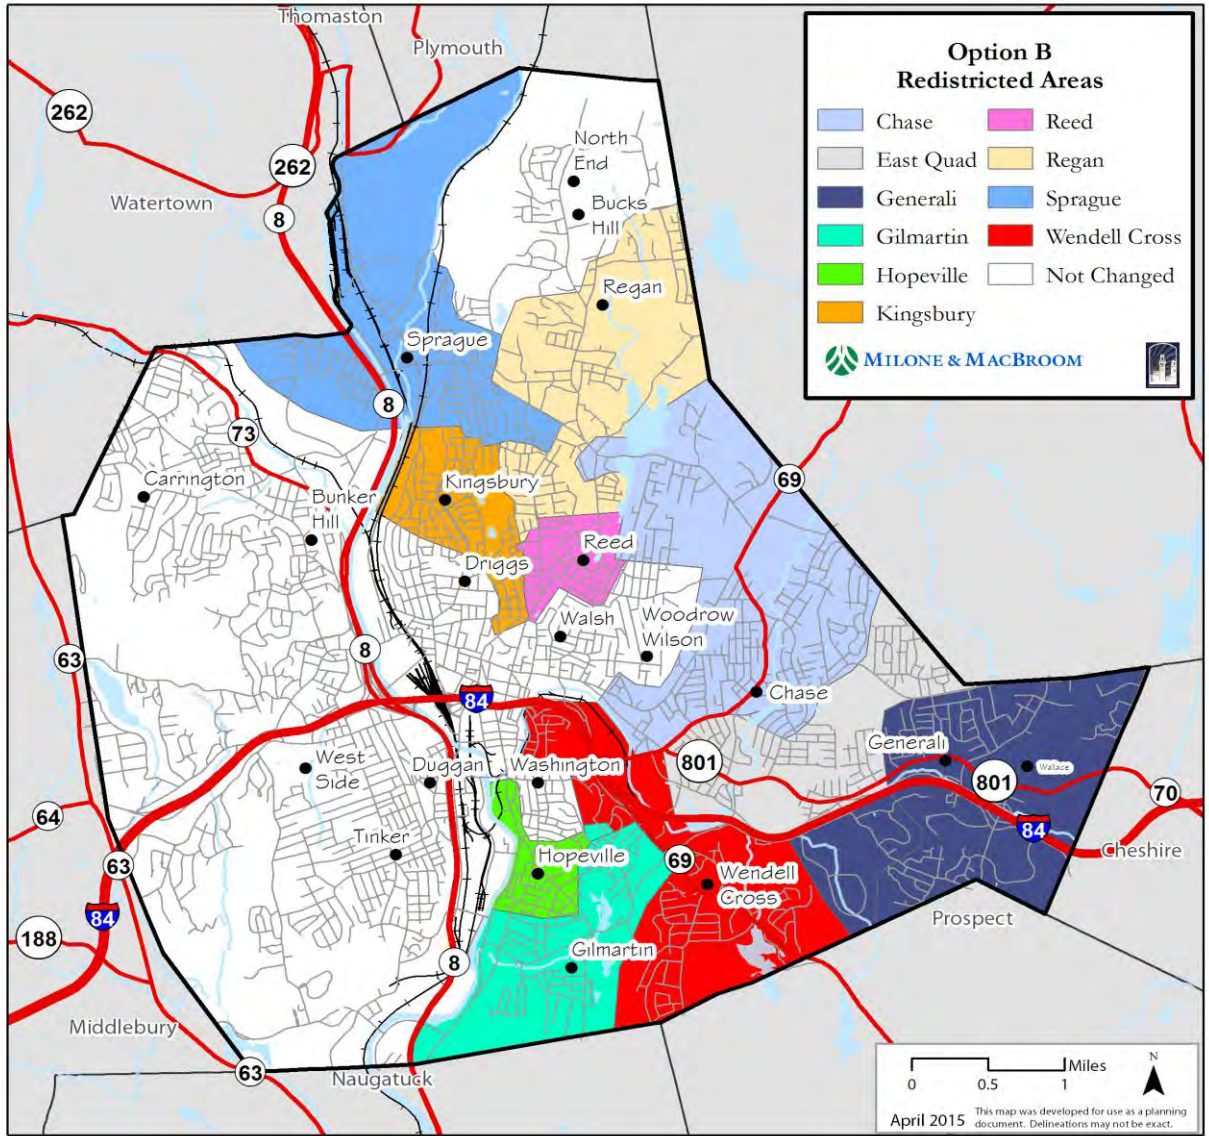 Thomaston
Plymouth
262
262
Watertown
8
Option B
Redistricted Areas
Chase
East Quad
Generali
Gilmartin
Hopeville
Kingsbury
Reed
Regan
Sprague
Wendell Cross
Not Changed
MILONE & MACBROOM
North
End
Bucks
Hill
Regan
Sprague
8
73
Carrington
Bunker
Hill
Kingsbury
69
Driggs
Reed
Walsh
Woodrow
Wilson
63
8
84
Chase
West
Side
Duggan
Washington
801
Generali
Wallace
801
70
64
84
Tinker
Hopeville
69
Wendell
Cross
Cheshire
63
84
188
Prospect
8
Gilmartin
Middlebury
63
Naugatuck
0 0.5 1 Miles
N
April 2015
This map was developed for use as a planning
document. Delineations may not be exact.